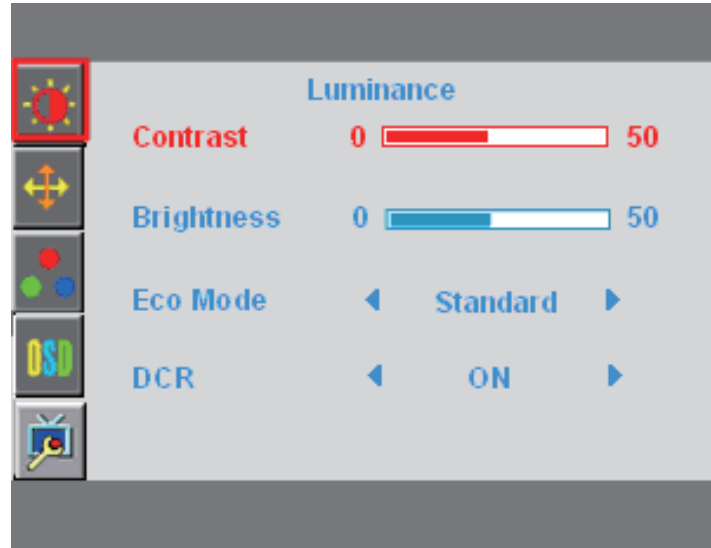 Luminance
Contrast 0 50
Brightness 0 50
Eco Mode Standard
OSD
DCR ON